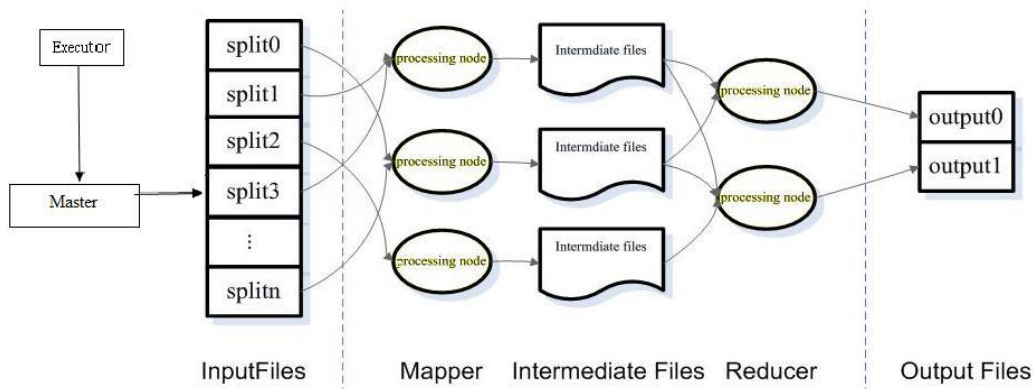 Executor
Master
split0
split1
split2
split3
⋮
splitn
processing node
processing node
processing node
Intermdiate files
Intermdiate files
Intermdiate files
processing node
processing node
output0
output1
InputFiles
Mapper
Intermediate Files
Reducer
Output Files